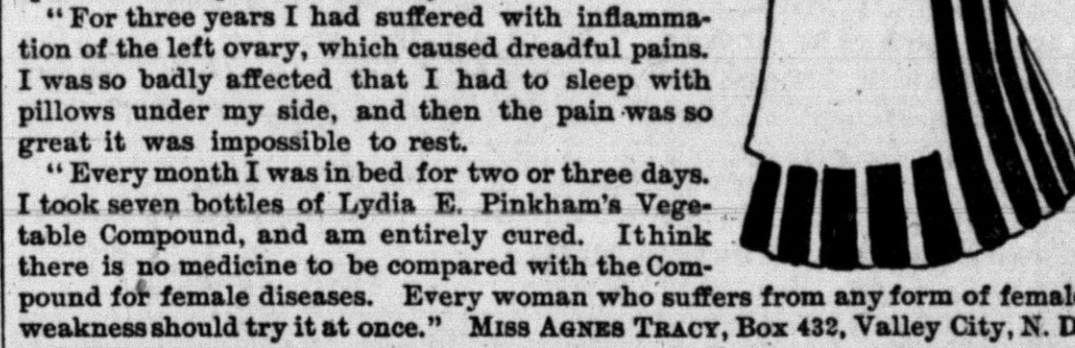 "For three years I had suffered with inflamma-
tion of the left ovary, which caused dreadful pains.
I was so badly affected that I had to sleep with
pillows under my side, and then the pain was so
great it was impossible to rest.
"Every month I was in bed for two or three days.
I took seven bottles of Lydia E. Pinkham's Vege-
table Compound, and am entirely cured. I think
there is no medicine to be compared with the Com-
pound for female diseases. Every woman who suffers from any form of female
weakness should try it at once." MISS AGNES TRACY, Box 432, Valley City, N. D